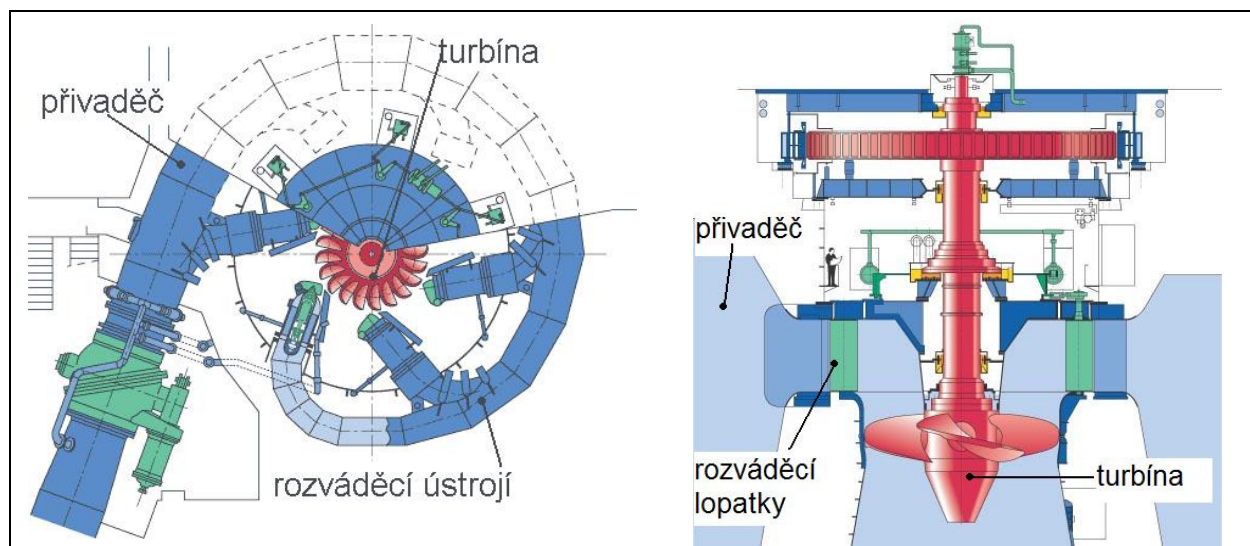 turbína
přivaděč
rozváděcí ústrojí
přivaděč
rozváděcí
lopatky
turbína